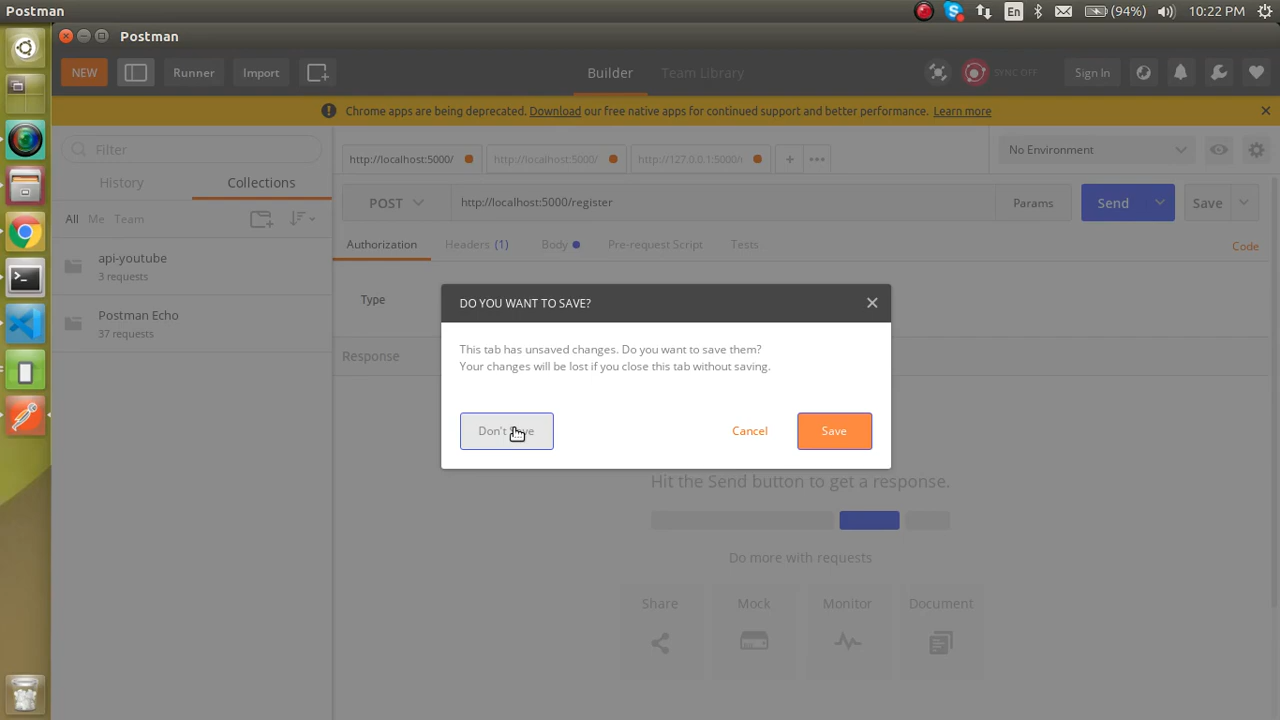 Postman
En
(94%)
10:22 PM
Postman
NEW
Runner
Import
Builder
Team Library
SYNC OFF
Sign In
Chrome apps are being deprecated. Download our free native apps for continued support and better performance. Learn more
Filter
http://localhost:5000/
http://localhost:5000/
http://127.0.0.1:5000/
No Environment
History
Collections
POST
http://localhost:5000/register
Params
Send
Save
All
Me
Team
Authorization
Headers (1)
Body
Pre-request Script
Tests
Code
api-youtube
3 requests
Postman Echo
37 requests
Type
Response
DO YOU WANT TO SAVE?
This tab has unsaved changes. Do you want to save them?
Your changes will be lost if you close this tab without saving.
Don't Save
Cancel
Save
Hit the Send button to get a response.
Do more with requests
Share
Mock
Monitor
Document